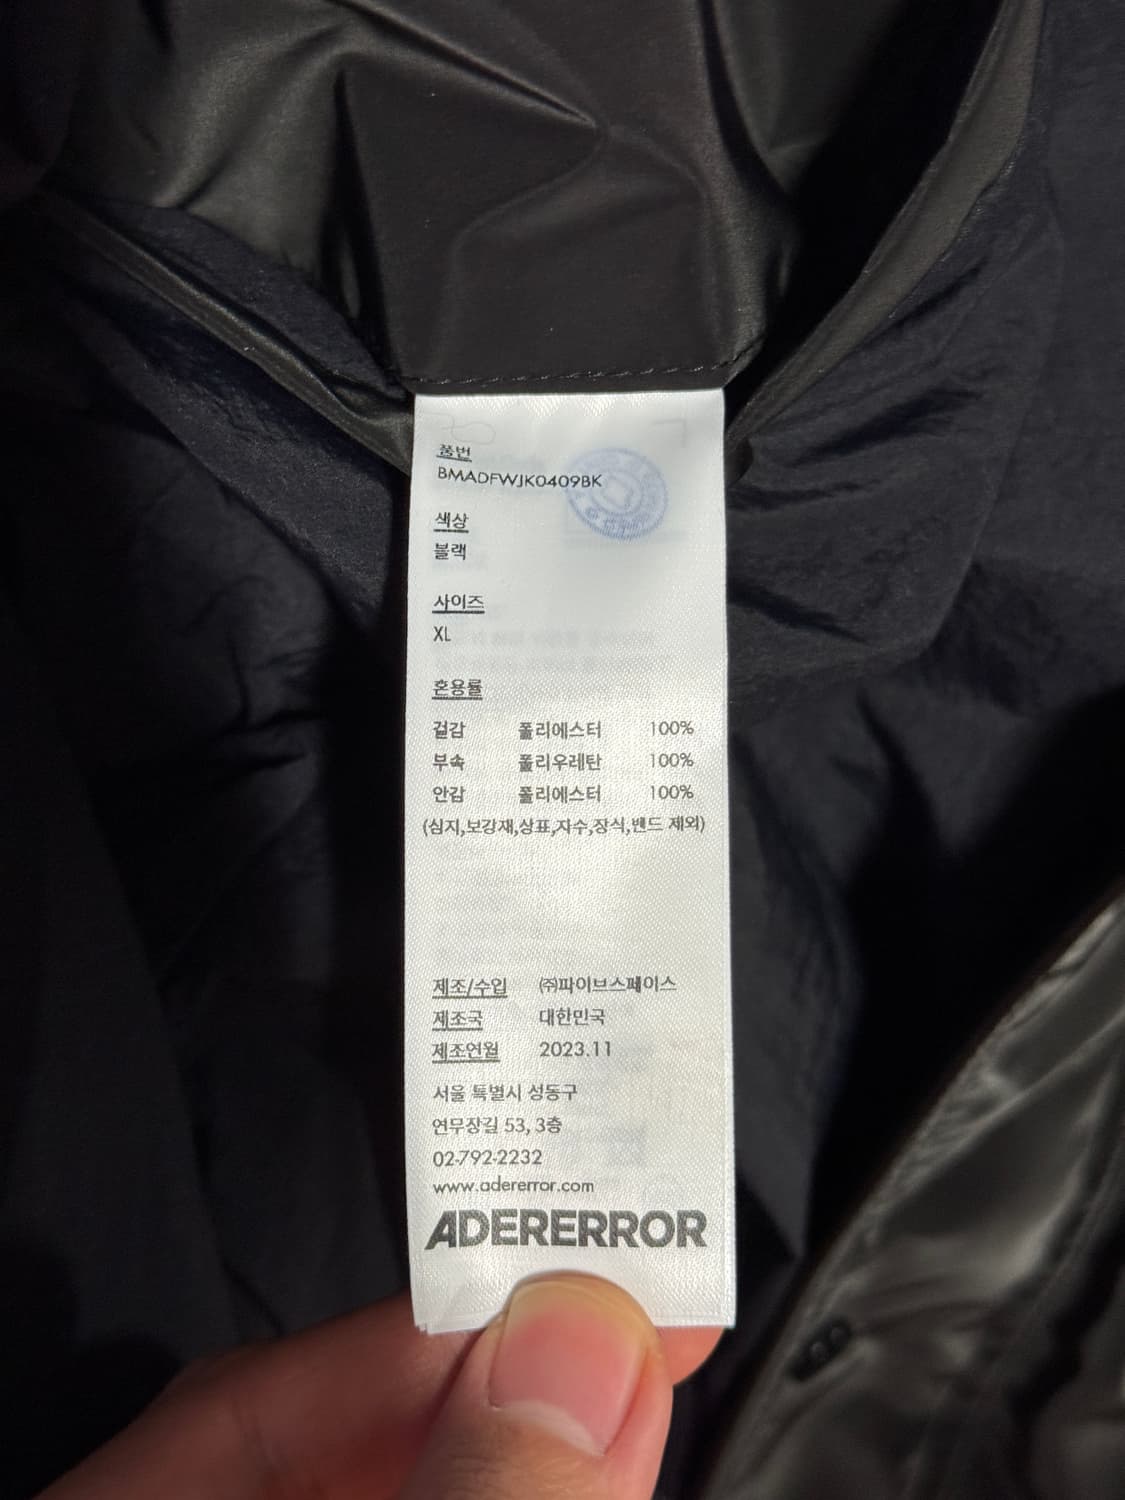 품번
BMADFWJK0409BK
색상
블랙
사이즈
XL
혼용률
겉감 폴리에스터 100%
부속 폴리우레탄 100%
안감 폴리에스터 100%
(심지,보강재,상표,자수,장식,밴드 제외)
제조/수입 ㈜파이브스페이스
제조국 대한민국
제조연월 2023.11
서울 특별시 성동구
연무장길 53, 3층
02-792-2232
www.adererror.com
ADERERROR